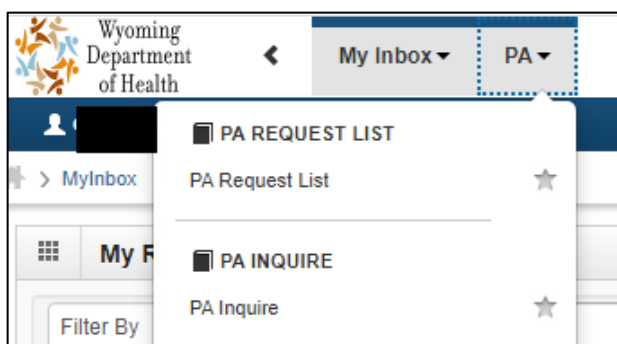 Wyoming
Department
of Health
My Inbox
PA
PA REQUEST LIST
MyInbox
PA Request List
My
PA INQUIRE
PA Inquire
Filter By